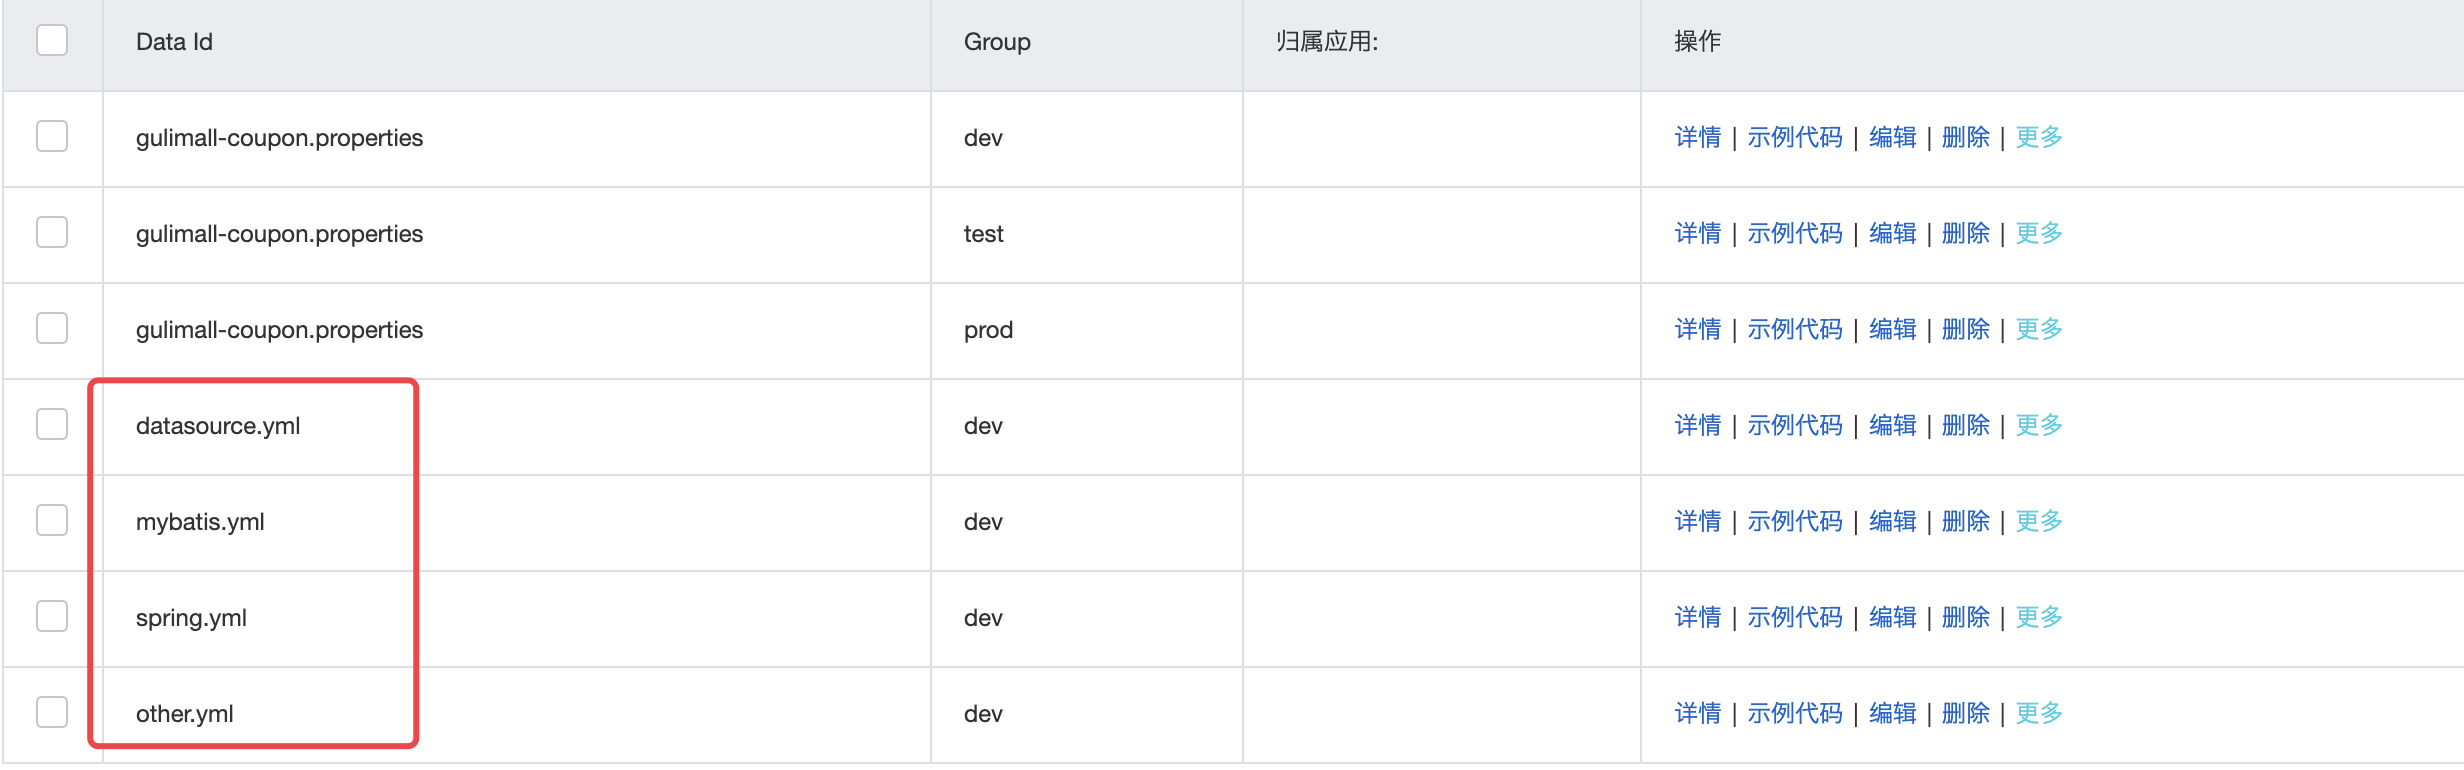 Data Id Group 归属应用: 操作
gulimall-coupon.properties dev 详情 | 示例代码 | 编辑 | 删除 | 更多
gulimall-coupon.properties test 详情 | 示例代码 | 编辑 | 删除 | 更多
gulimall-coupon.properties prod 详情 | 示例代码 | 编辑 | 删除 | 更多
datasource.yml dev 详情 | 示例代码 | 编辑 | 删除 | 更多
mybatis.yml dev 详情 | 示例代码 | 编辑 | 删除 | 更多
spring.yml dev 详情 | 示例代码 | 编辑 | 删除 | 更多
other.yml dev 详情 | 示例代码 | 编辑 | 删除 | 更多